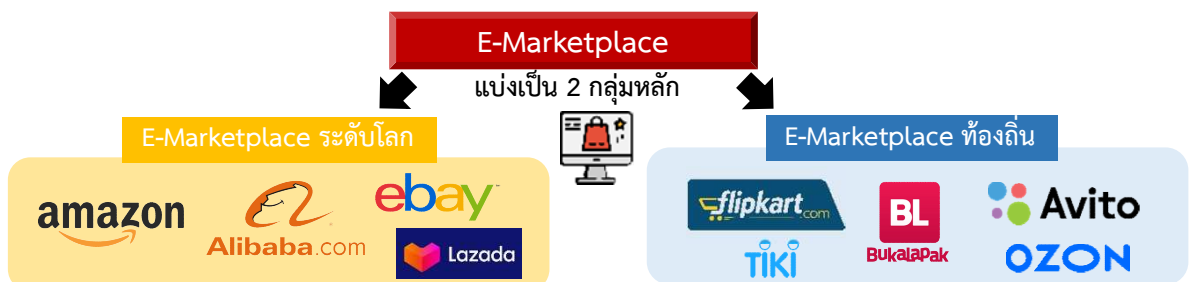 E-Marketplace
แบ่งเป็น 2 กลุ่มหลัก
E-Marketplace ระดับโลก
amazon
Alibaba.com
ebay
Lazada
E-Marketplace ท้องถิ่น
flipkart.com
BL
BukalaPak
Avito
TiKi
OZON